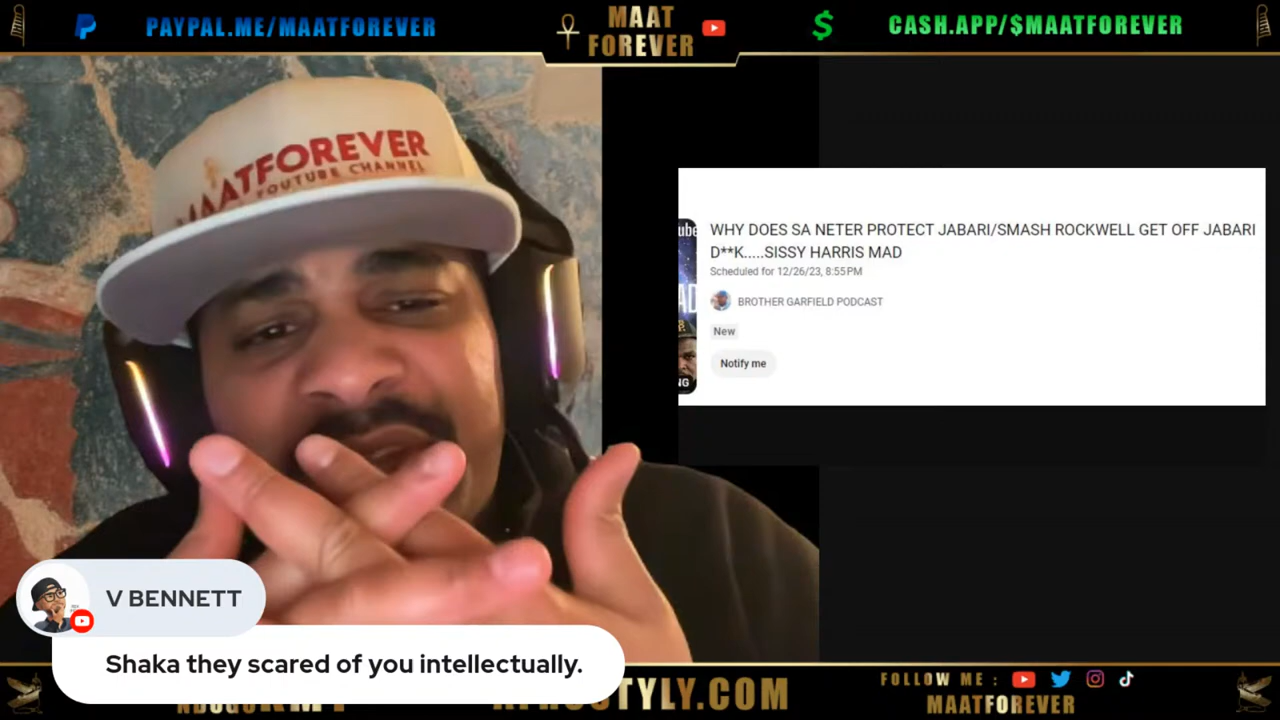 PAYPAL.ME/MAATFOREVER
MAAT
FOREVER
CASH.APP/$MAATFOREVER
MAATFOREVER
YOUTUBE CHANNEL
WHY DOES SA NETER PROTECT JABARI/SMASH ROCKWELL GET OFF JABARI
D**K.....SISSY HARRIS MAD
Scheduled for 12/26/23, 8:55PM
BROTHER GARFIELD PODCAST
New
Notify me
V BENNETT
Shaka they scared of you intellectually.
FOLLOW ME :
MAATFOREVER